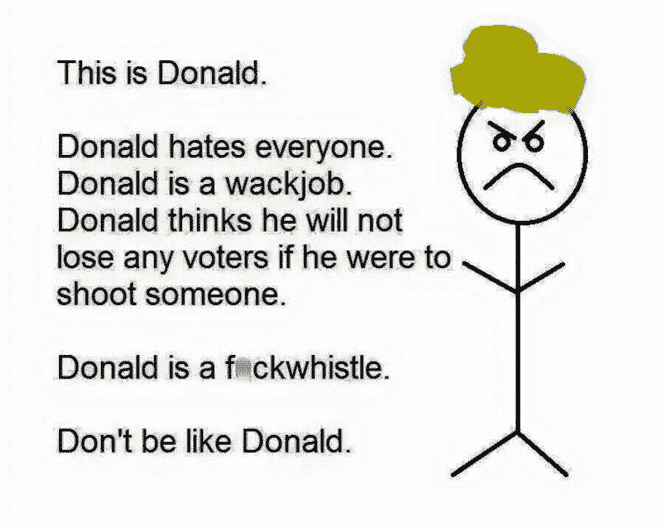 This is Donald.
Donald hates everyone.
Donald is a wackjob.
Donald thinks he will not
lose any voters if he were to
shoot someone.
Donald is a f ckwhistle.
Don't be like Donald.